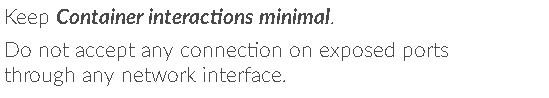 Keep Container interactions minimal.
Do not accept any connection on exposed ports
through any network interface.